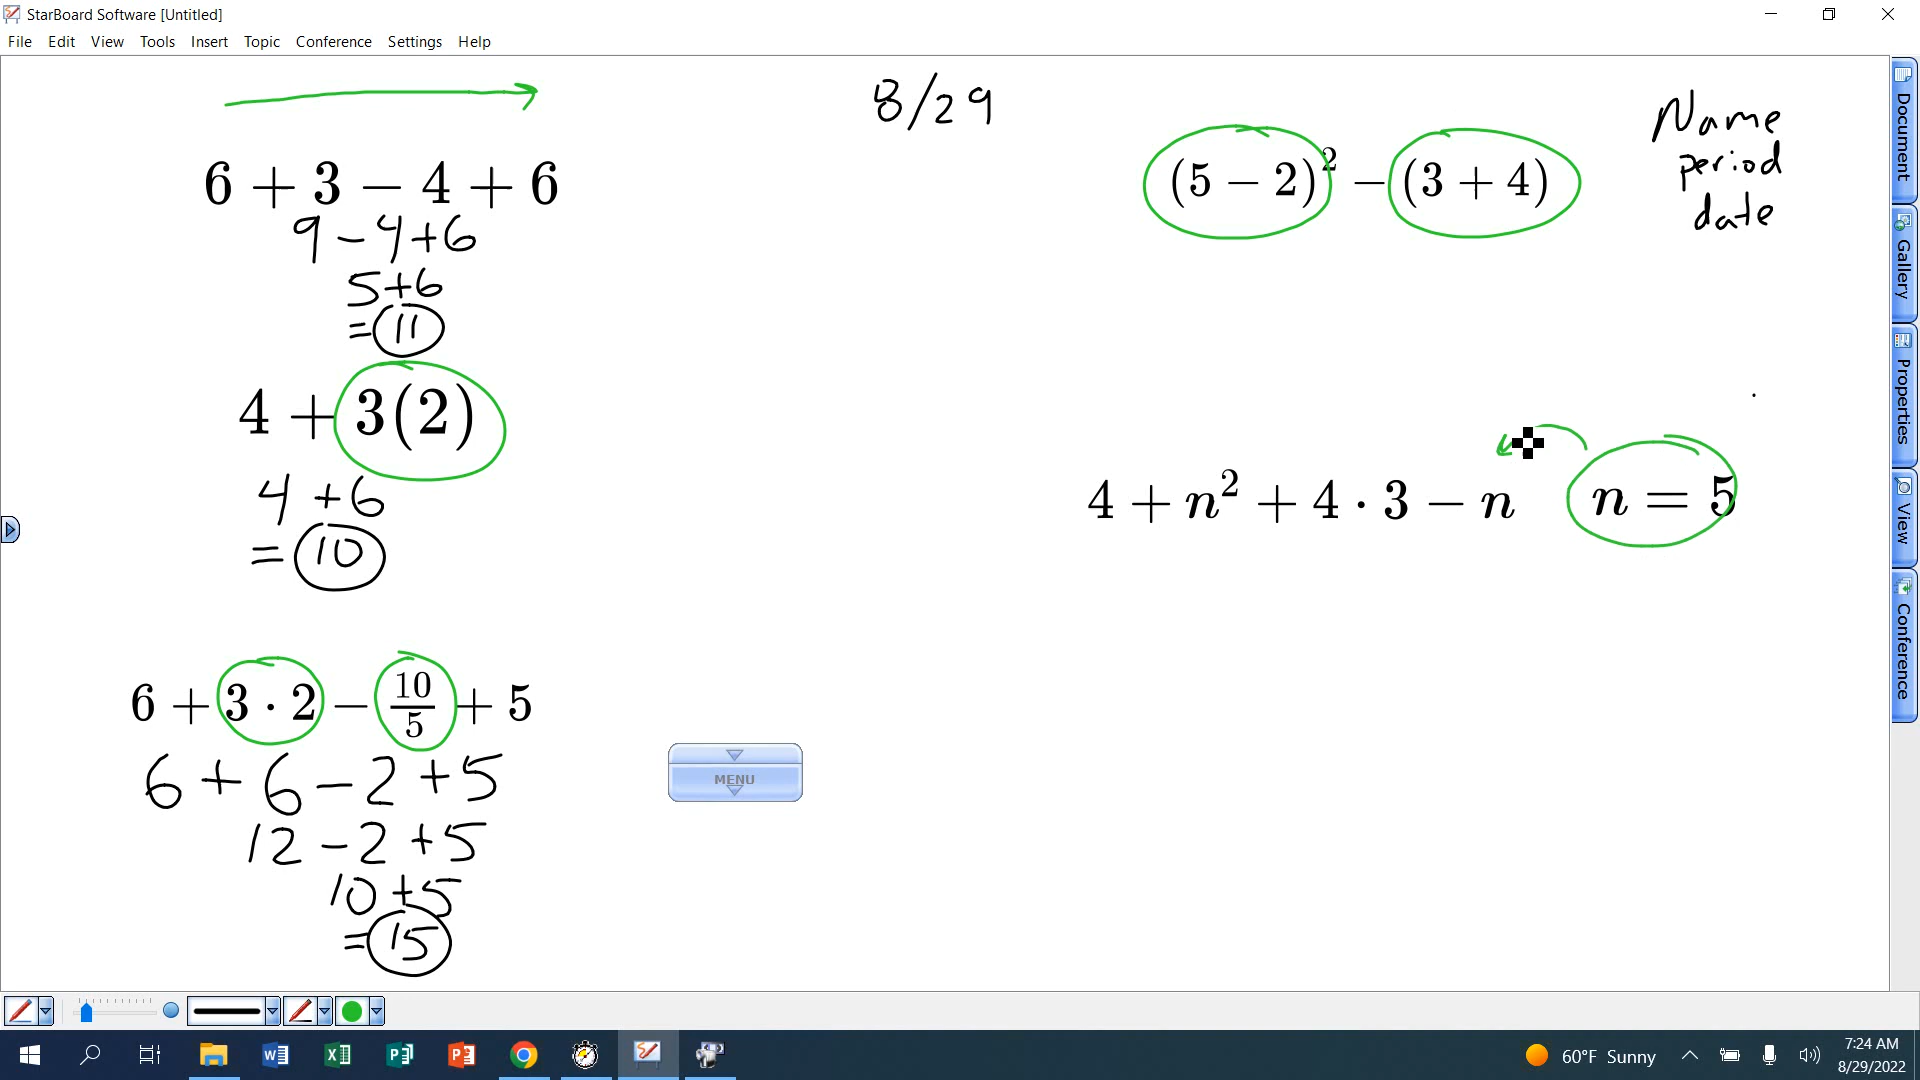 StarBoard Software [Untitled]
File Edit View Tools Insert Topic Conference Settings Help
8/29
6 + 3 − 4 + 6
9 − 4 + 6
5 + 6
= 11
4 + 3(2)
4 + 6
= 10
6 + 3 · 2 − 10/5 + 5
6 + 6 − 2 + 5
12 − 2 + 5
10 + 5
= 15
(5 − 2)² − (3 + 4)
Name
period
date
4 + n² + 4 · 3 − n n = 5
MENU
Document
Gallery
Properties
View
Conference
60°F Sunny
7:24 AM
8/29/2022